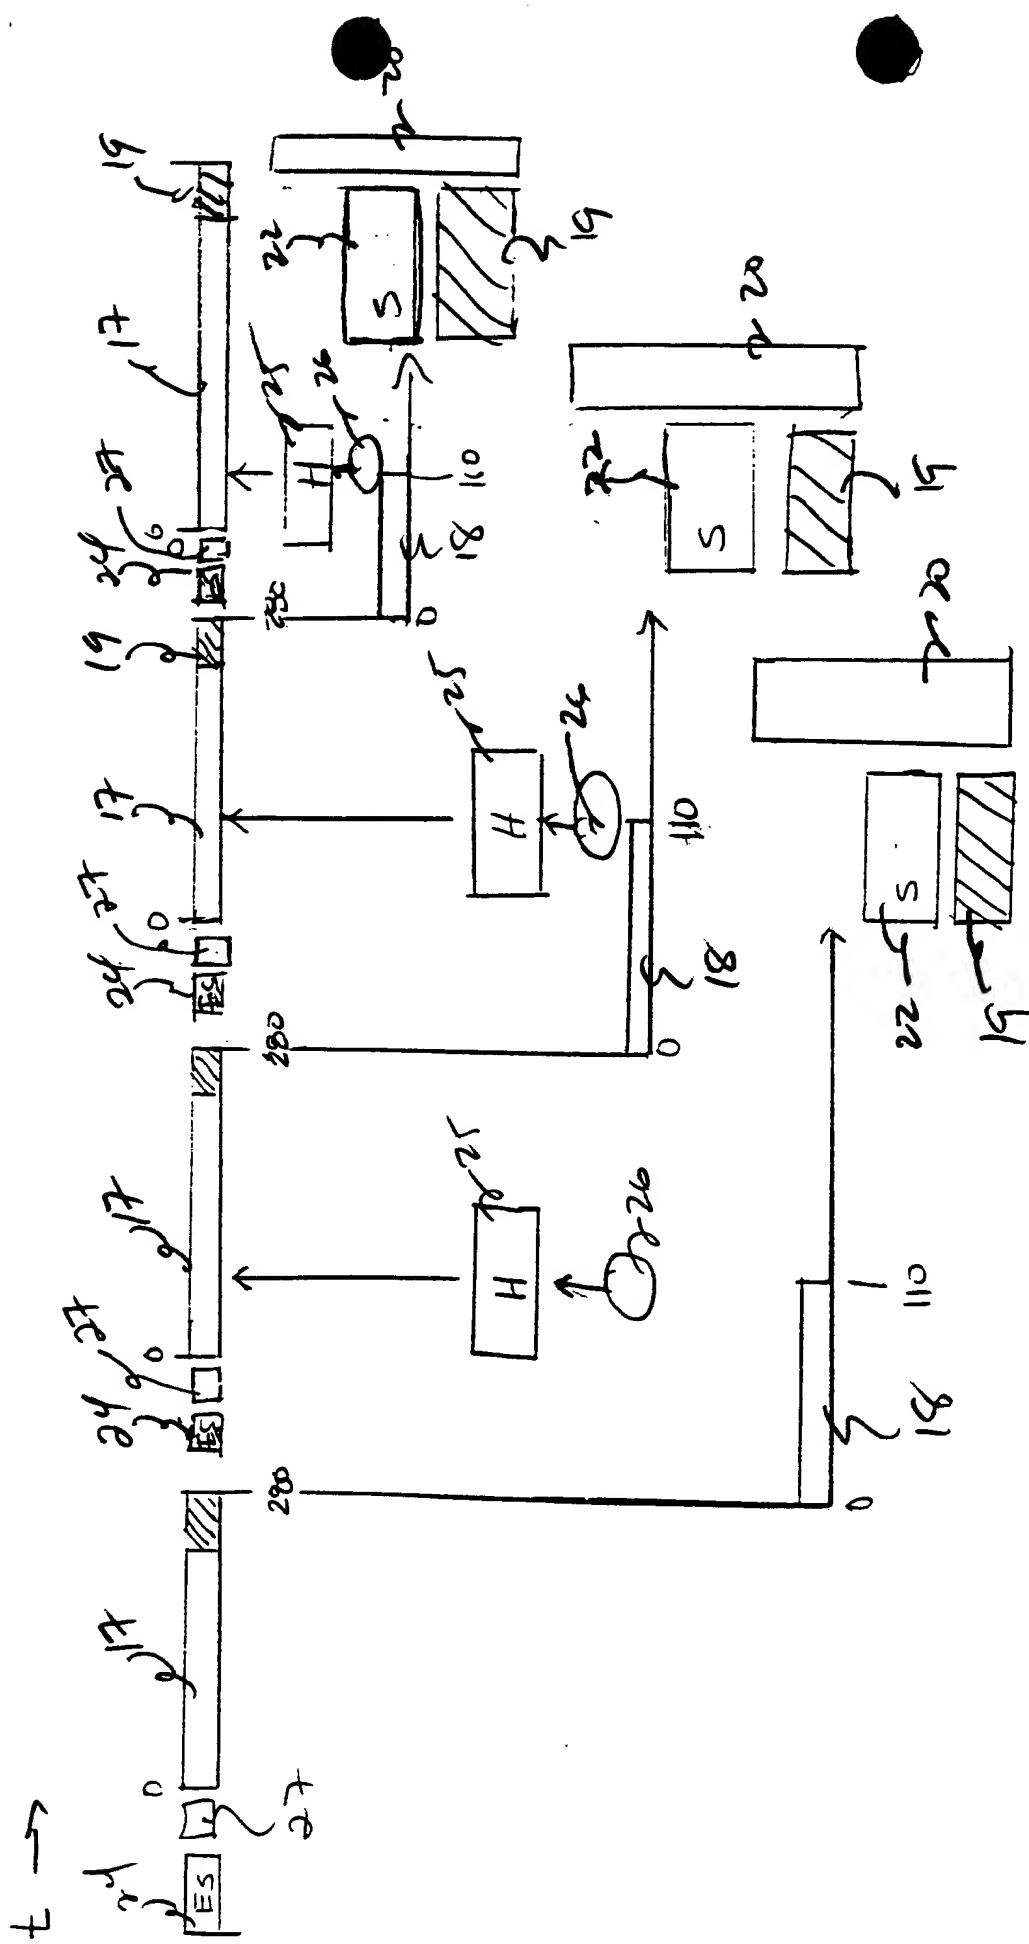 t →
24 17 24 27 17 24 27 17 19 24 27 17 19
0 0 0 0
ES ES ES ES
27 280 280 280 25 22
H 26 S 20
0 18 110
25 25
H H 26 19
26 22
0 110
18 S 20
0
18 110 22 S 20 19
19